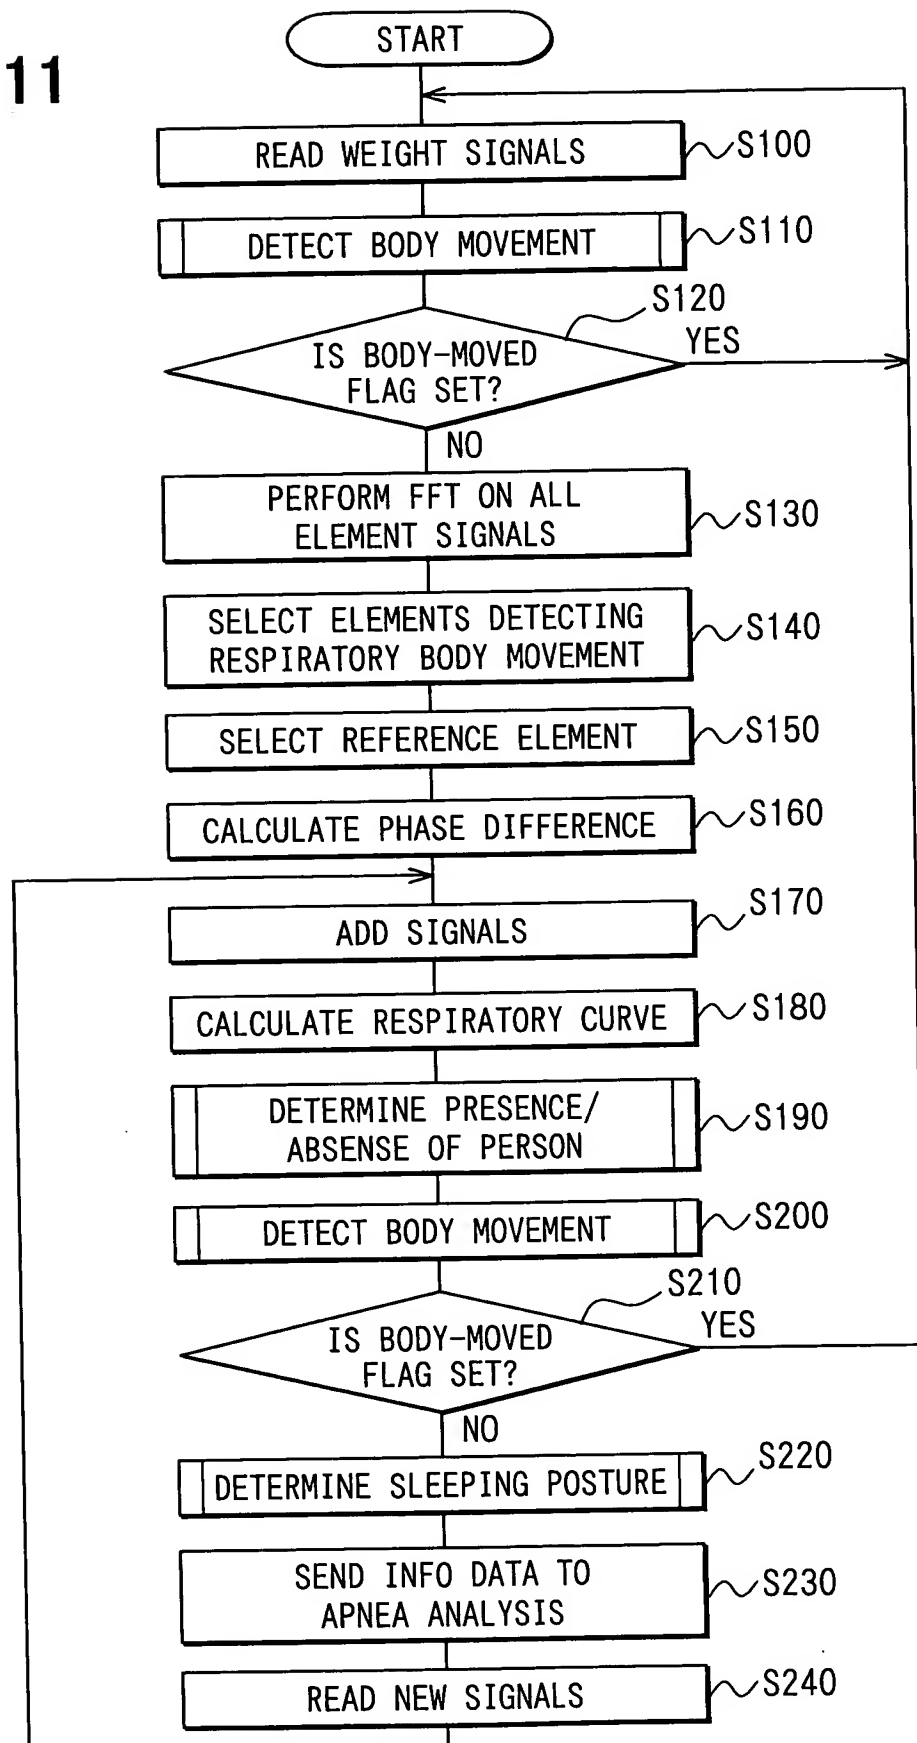 11
START
READ WEIGHT SIGNALS
S100
DETECT BODY MOVEMENT
S110
S120
IS BODY-MOVED
FLAG SET?
YES
NO
PERFORM FFT ON ALL
ELEMENT SIGNALS
S130
SELECT ELEMENTS DETECTING
RESPIRATORY BODY MOVEMENT
S140
SELECT REFERENCE ELEMENT
S150
CALCULATE PHASE DIFFERENCE
S160
ADD SIGNALS
S170
CALCULATE RESPIRATORY CURVE
S180
DETERMINE PRESENCE/
ABSENSE OF PERSON
S190
DETECT BODY MOVEMENT
S200
S210
IS BODY-MOVED
FLAG SET?
YES
NO
DETERMINE SLEEPING POSTURE
S220
SEND INFO DATA TO
APNEA ANALYSIS
S230
READ NEW SIGNALS
S240